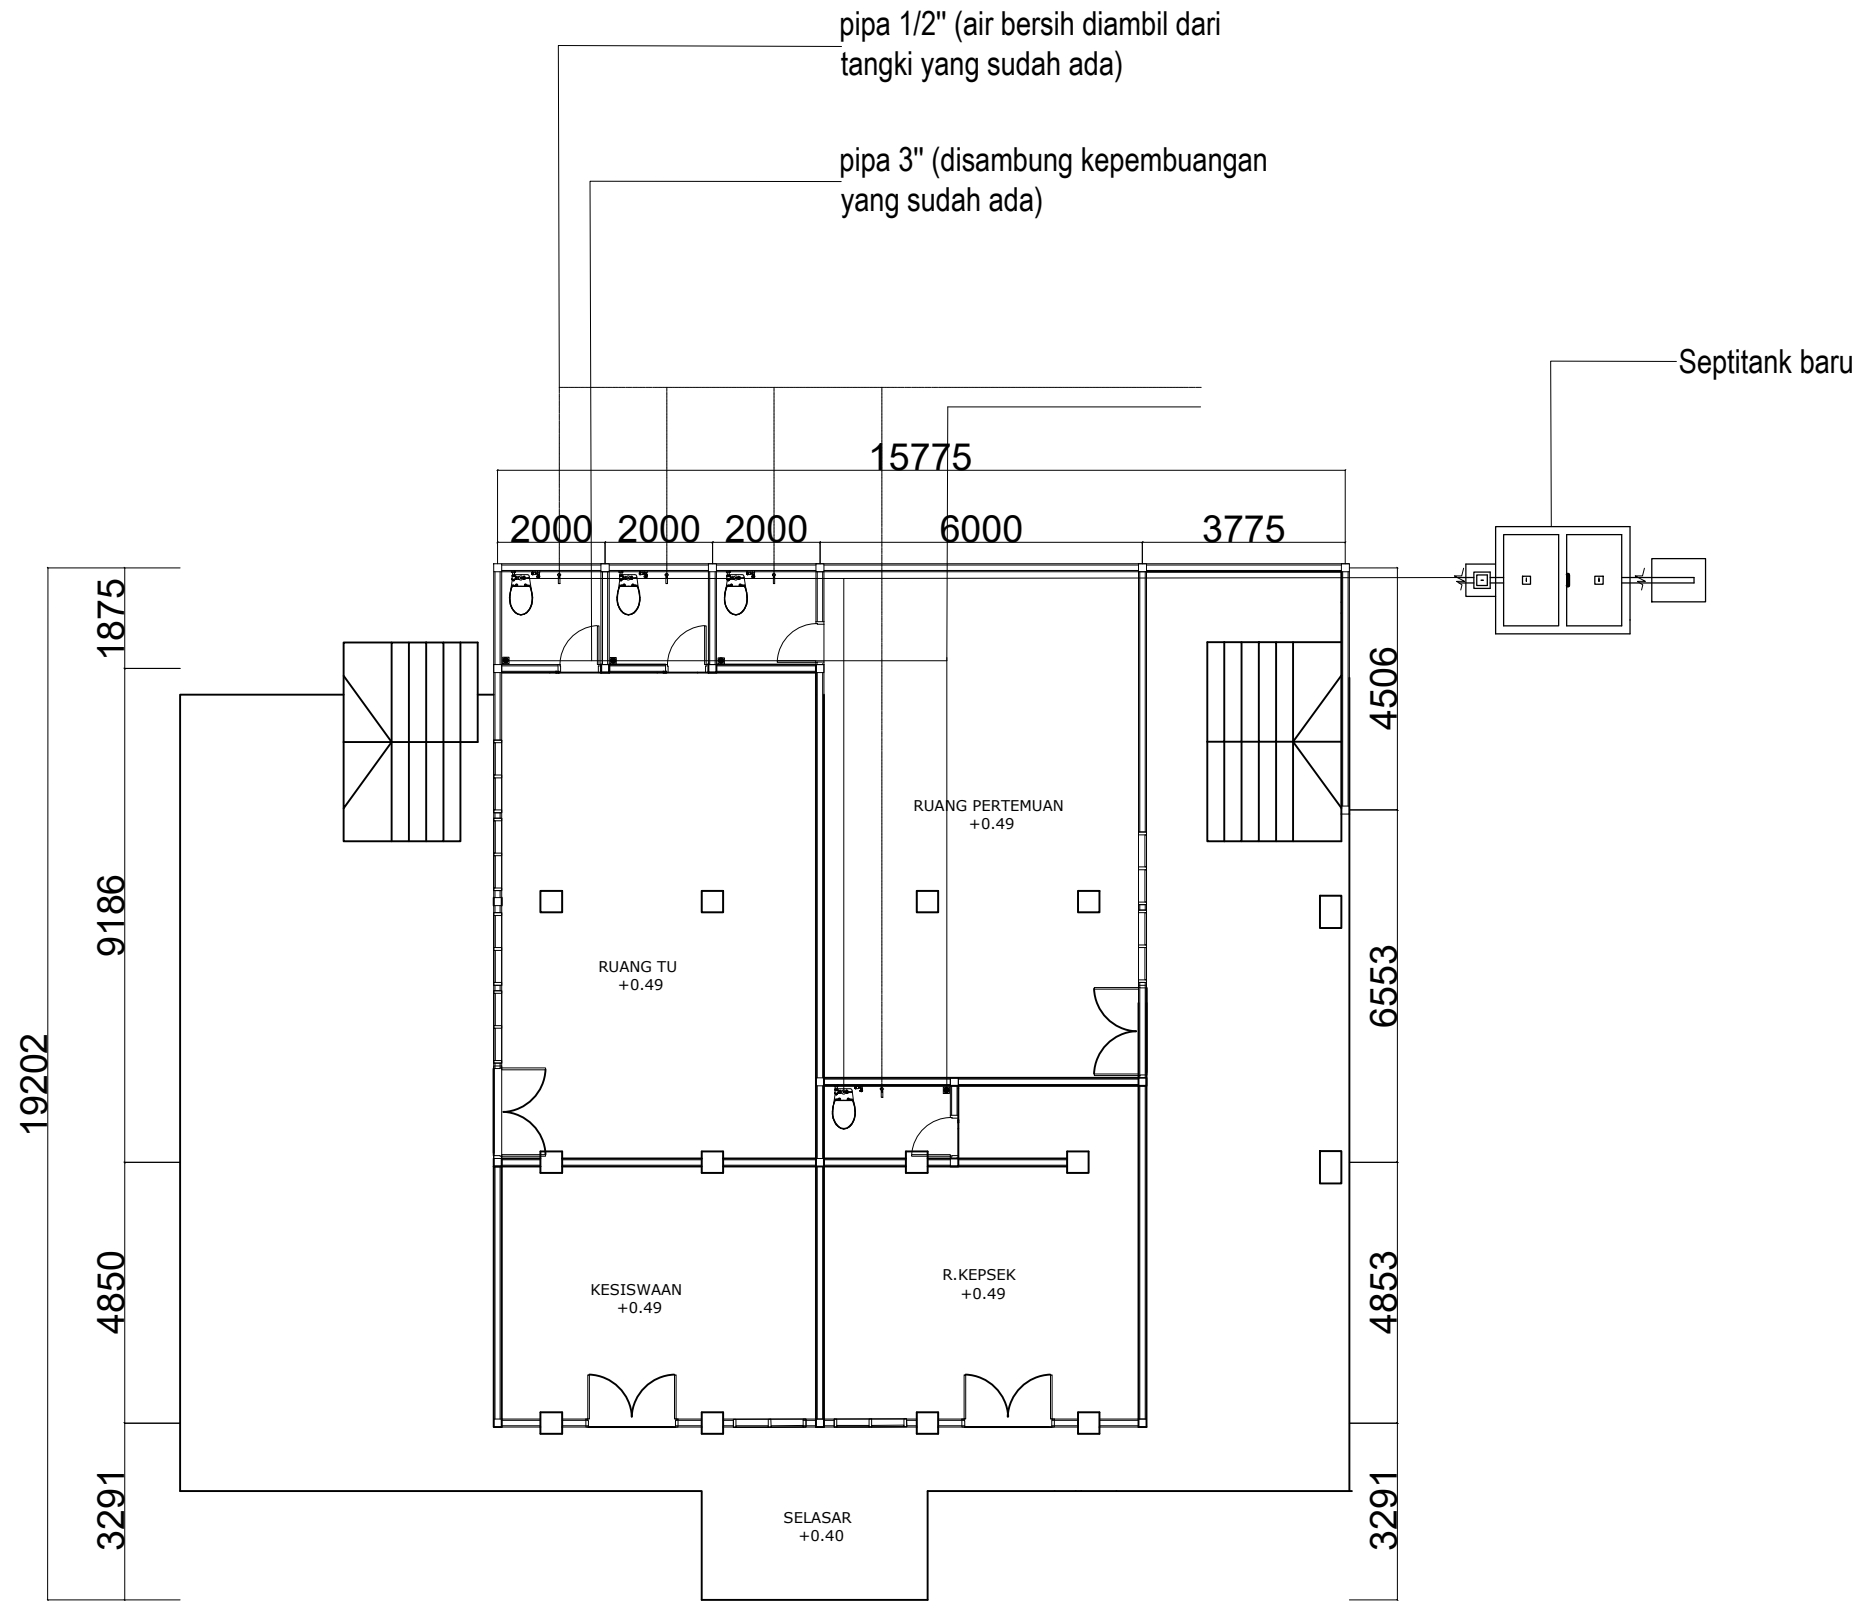 pipa 1/2" (air bersih diambil dari
tangki yang sudah ada)
pipa 3" (disambung kepembuangan
yang sudah ada)
Septitank baru
15775
2000 2000 2000 6000 3775
1875
4506
RUANG PERTEMUAN
+0.49
9186
RUANG TU
+0.49
6553
19202
4850
KESISWAAN
+0.49
R.KEPSEK
+0.49
4853
3291
SELASAR
+0.40
3291